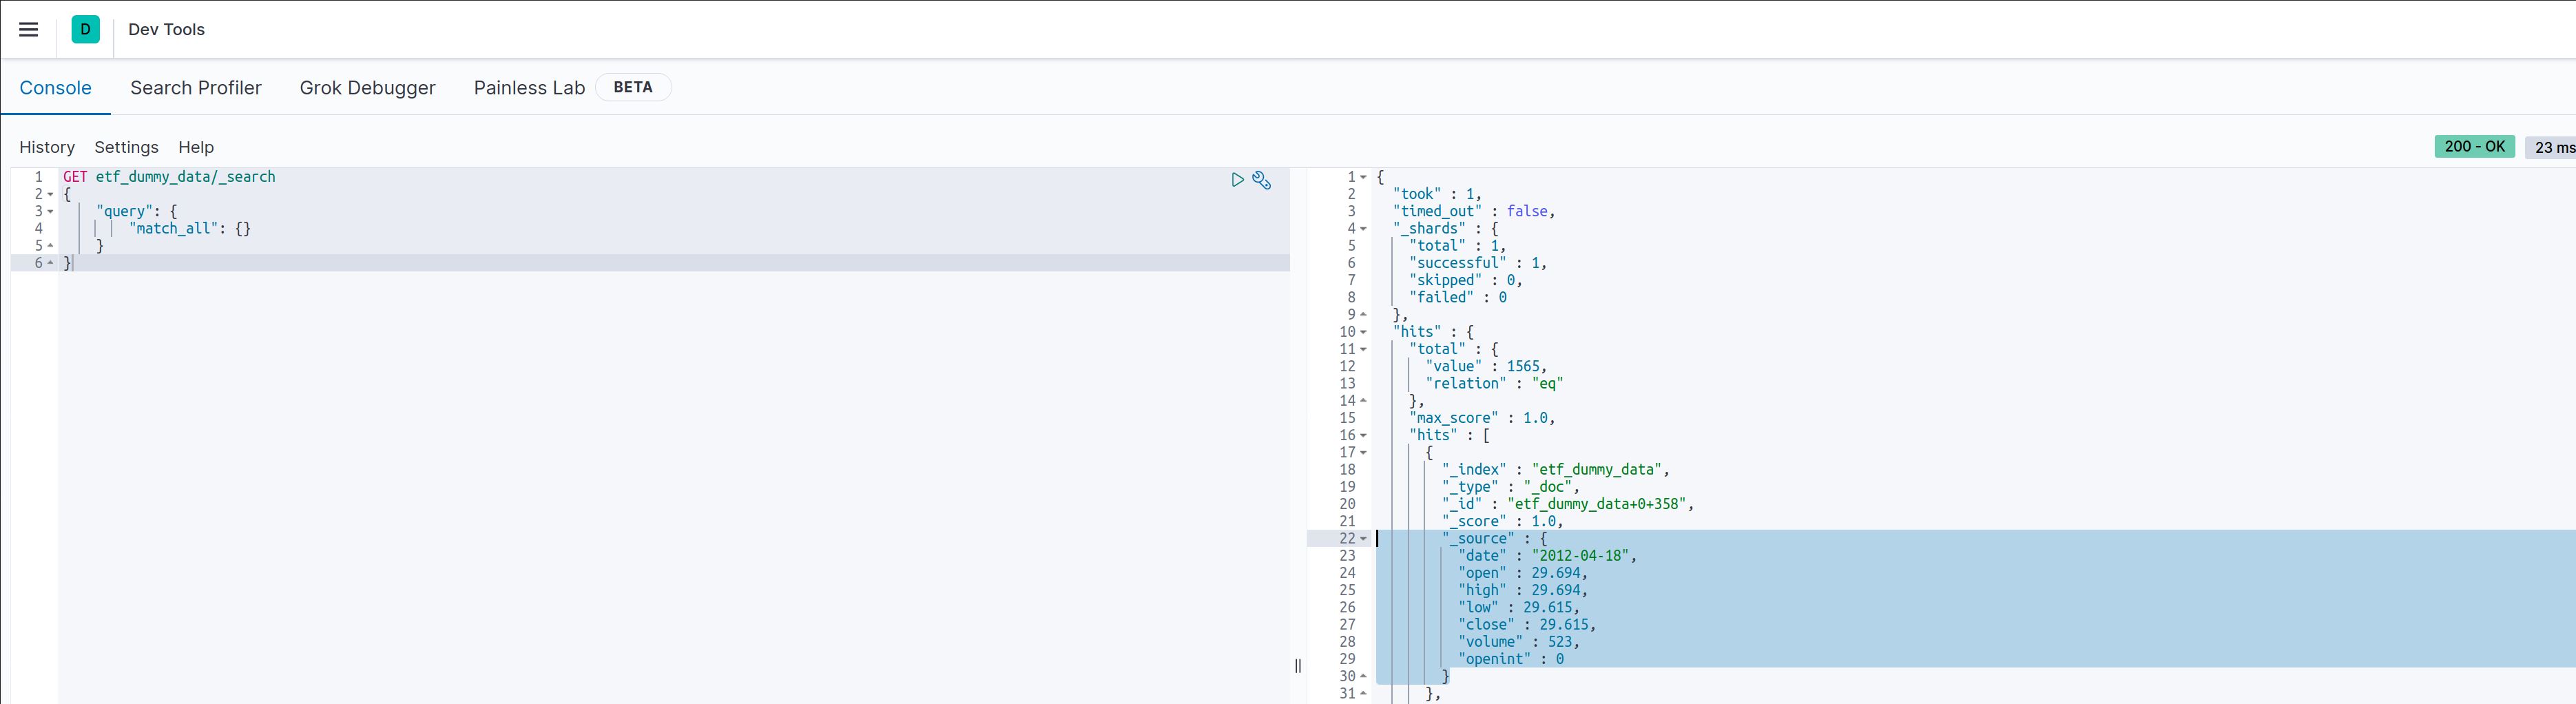 D Dev Tools
Console Search Profiler Grok Debugger Painless Lab BETA
History Settings Help
200 - OK 23 ms
1 GET etf_dummy_data/_search
2 {
3 "query": {
4 "match_all": {}
5 }
6 }
1 {
2 "took" : 1,
3 "timed_out" : false,
4 "_shards" : {
5 "total" : 1,
6 "successful" : 1,
7 "skipped" : 0,
8 "failed" : 0
9 },
10 "hits" : {
11 "total" : {
12 "value" : 1565,
13 "relation" : "eq"
14 },
15 "max_score" : 1.0,
16 "hits" : [
17 {
18 "_index" : "etf_dummy_data",
19 "_type" : "_doc",
20 "_id" : "etf_dummy_data+0+358",
21 "_score" : 1.0,
22 "_source" : {
23 "date" : "2012-04-18",
24 "open" : 29.694,
25 "high" : 29.694,
26 "low" : 29.615,
27 "close" : 29.615,
28 "volume" : 523,
29 "openint" : 0
30 }
31 },